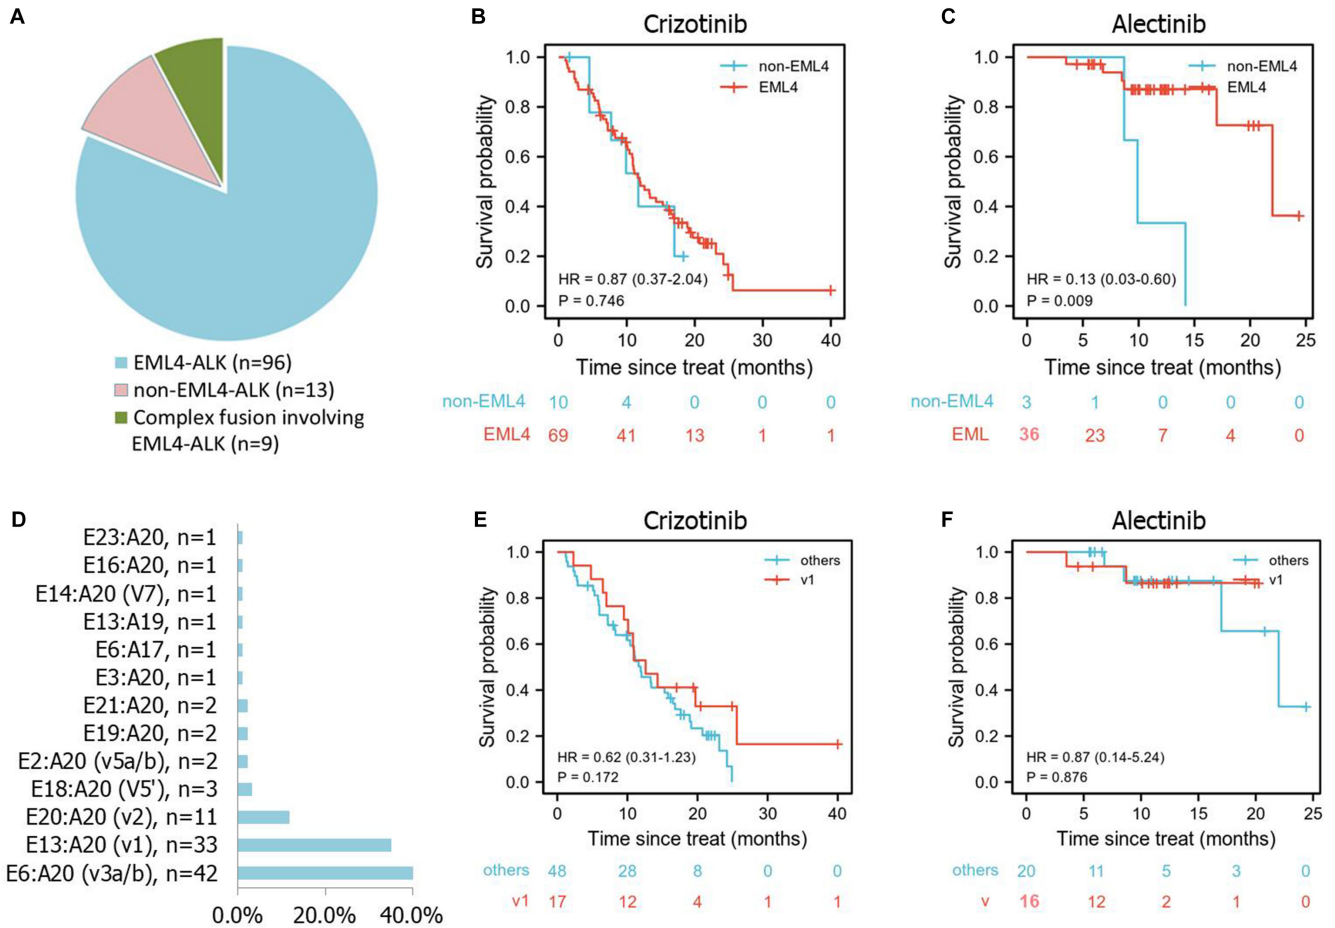 A
EML4-ALK (n=96)
non-EML4-ALK (n=13)
Complex fusion involving
EML4-ALK (n=9)
B
Crizotinib
Survival probability
1.0
0.8
0.6
0.4
0.2
0.0
non-EML4
EML4
HR = 0.87 (0.37-2.04)
P = 0.746
0 10 20 30 40
Time since treat (months)
non-EML4 10 4 0 0 0
EML4 69 41 13 1 1
C
Alectinib
Survival probability
1.0
0.8
0.6
0.4
0.2
0.0
non-EML4
EML4
HR = 0.13 (0.03-0.60)
P = 0.009
0 5 10 15 20 25
Time since treat (months)
non-EML4 3 1 0 0 0
EML 36 23 7 4 0
D
E23:A20, n=1
E16:A20, n=1
E14:A20 (V7), n=1
E13:A19, n=1
E6:A17, n=1
E3:A20, n=1
E21:A20, n=2
E19:A20, n=2
E2:A20 (v5a/b), n=2
E18:A20 (V5'), n=3
E20:A20 (v2), n=11
E13:A20 (v1), n=33
E6:A20 (v3a/b), n=42
0.0% 20.0% 40.0%
E
Crizotinib
Survival probability
1.0
0.8
0.6
0.4
0.2
0.0
others
v1
HR = 0.62 (0.31-1.23)
P = 0.172
0 10 20 30 40
Time since treat (months)
others 48 28 8 0 0
v1 17 12 4 1 1
F
Alectinib
Survival probability
1.0
0.8
0.6
0.4
0.2
0.0
others
v1
HR = 0.87 (0.14-5.24)
P = 0.876
0 5 10 15 20 25
Time since treat (months)
others 20 11 5 3 0
v 16 12 2 1 0